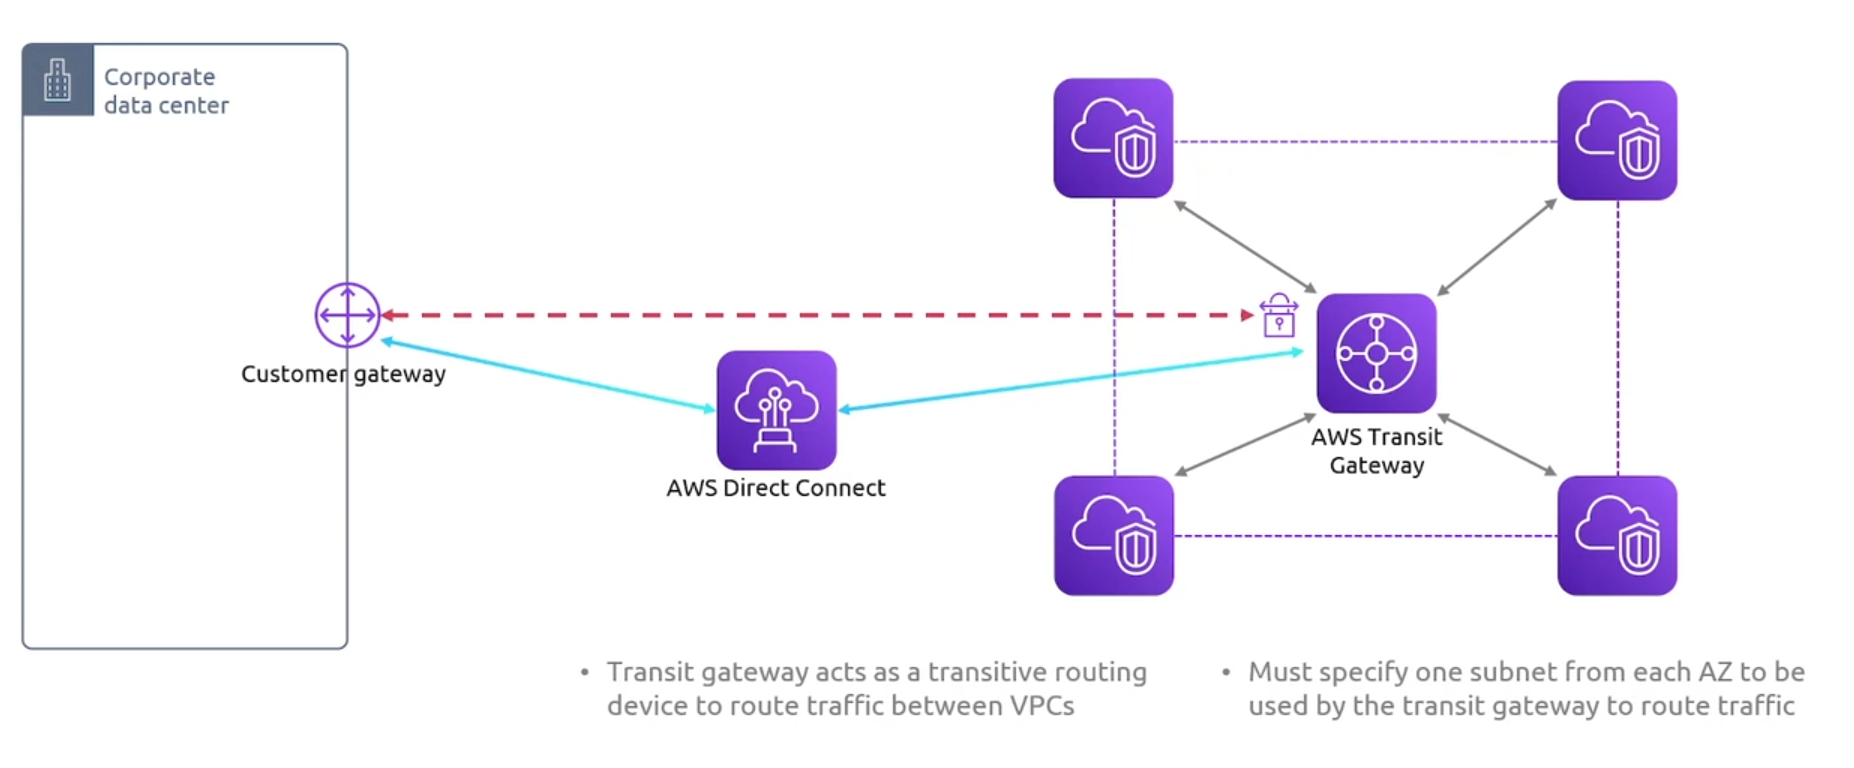 Corporate
data center
Customer gateway
AWS Direct Connect
AWS Transit
Gateway
• Transit gateway acts as a transitive routing
device to route traffic between VPCs
• Must specify one subnet from each AZ to be
used by the transit gateway to route traffic